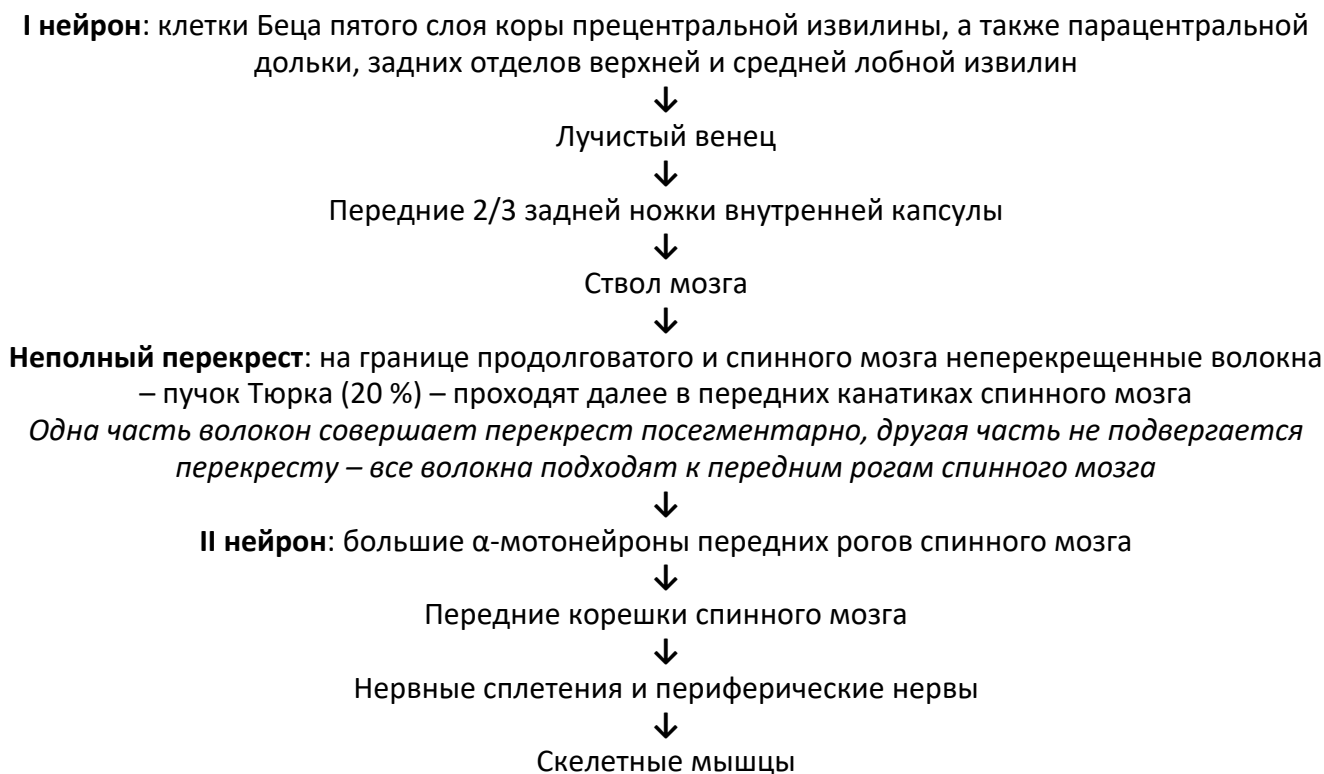 I нейрон: клетки Беца пятого слоя коры прецентральной извилины, а также парацентральной
дольки, задних отделов верхней и средней лобной извилин
↓
Лучистый венец
↓
Передние 2/3 задней ножки внутренней капсулы
↓
Ствол мозга
↓
Неполный перекрест: на границе продолговатого и спинного мозга неперекрещенные волокна
– пучок Тюрка (20 %) – проходят далее в передних канатиках спинного мозга
Одна часть волокон совершает перекрест посегментарно, другая часть не подвергается
перекресту – все волокна подходят к передним рогам спинного мозга
↓
II нейрон: большие α-мотонейроны передних рогов спинного мозга
↓
Передние корешки спинного мозга
↓
Нервные сплетения и периферические нервы
↓
Скелетные мышцы